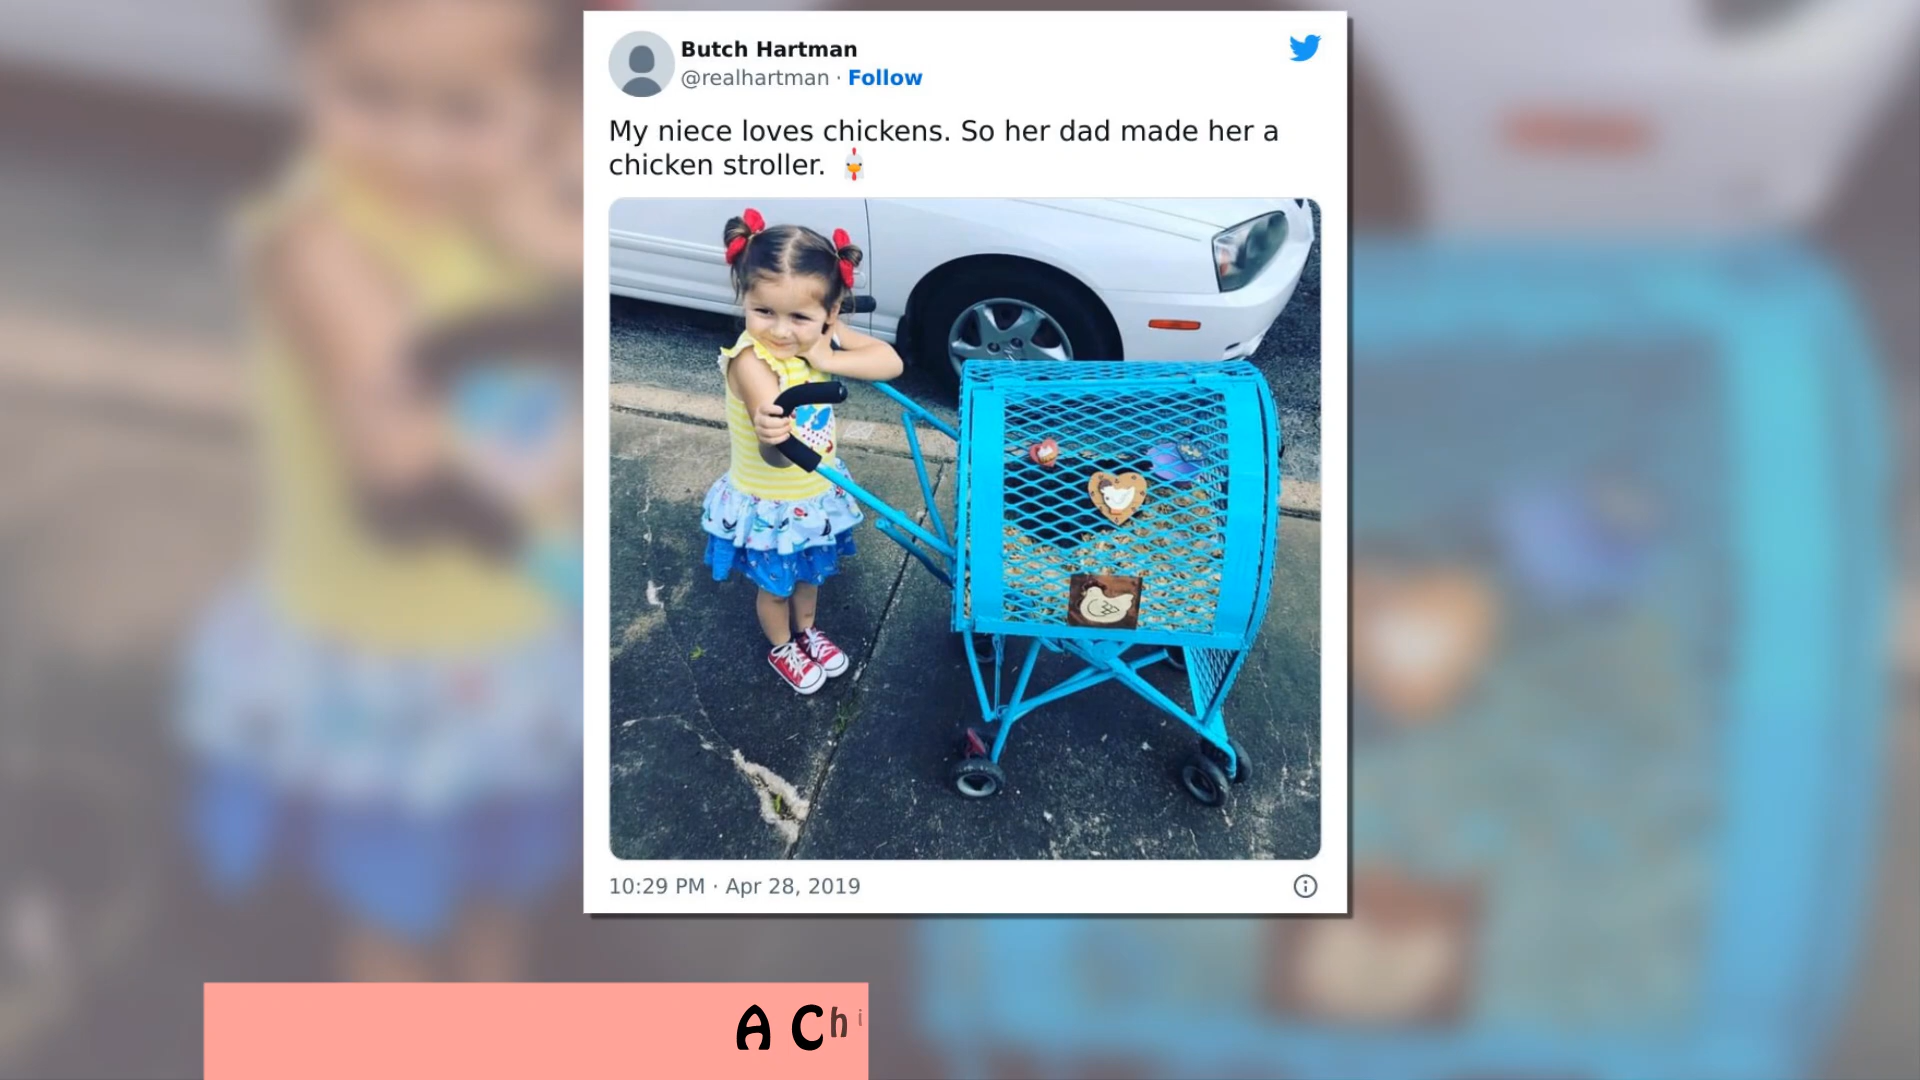 Butch Hartman
@realhartman · Follow
My niece loves chickens. So her dad made her a
chicken stroller. 🐔
10:29 PM · Apr 28, 2019
A Chi